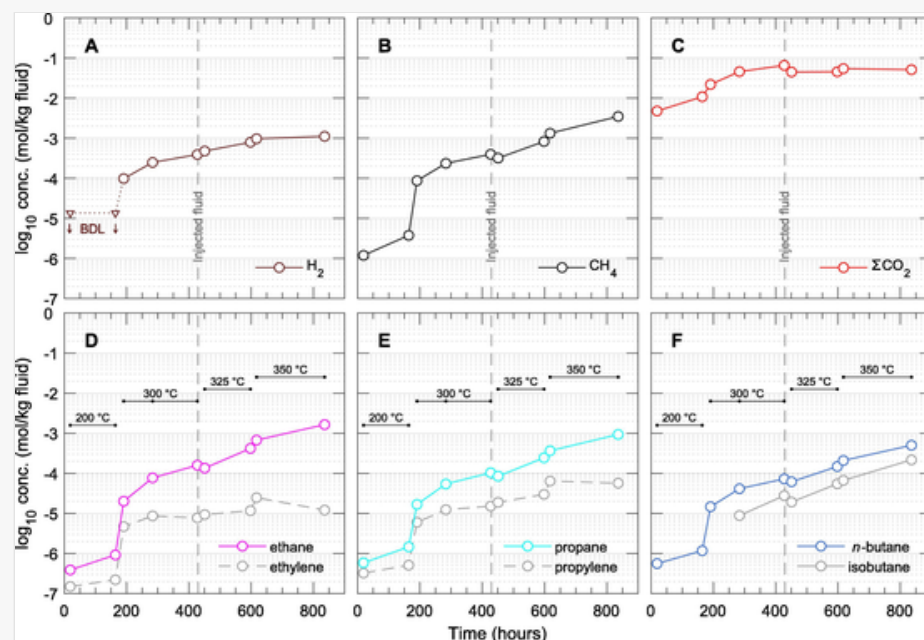 A
B
C
0
-1
-2
-3
-4
-5
-6
-7
log10 conc. (mol/kg fluid)
BDL
Injected fluid
H2
Injected fluid
CH4
Injected fluid
ΣCO2
D
E
F
0
-1
-2
-3
-4
-5
-6
-7
log10 conc. (mol/kg fluid)
200 °C
300 °C
325 °C
350 °C
ethane
ethylene
200 °C
300 °C
325 °C
350 °C
propane
propylene
200 °C
300 °C
325 °C
350 °C
n-butane
isobutane
0 200 400 600 800
0 200 400 600 800
0 200 400 600 800
Time (hours)